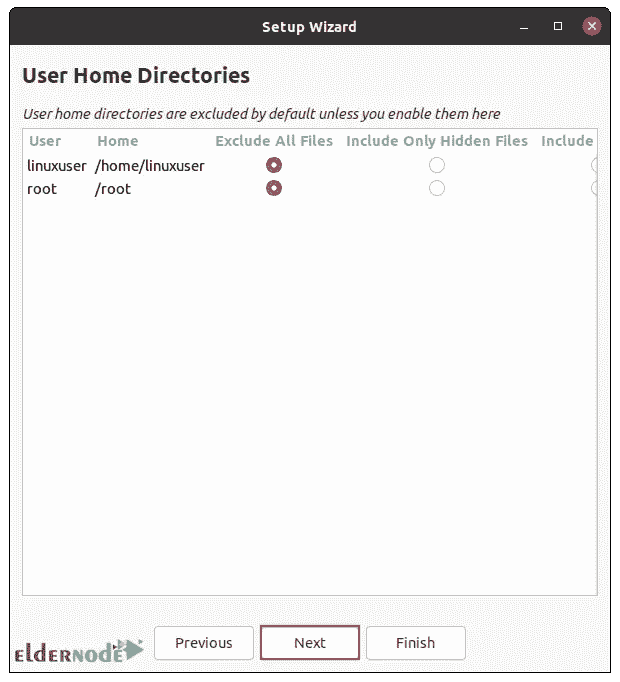 Setup Wizard
User Home Directories
User home directories are excluded by default unless you enable them here
User Home Exclude All Files Include Only Hidden Files Include
linuxuser /home/linuxuser
root /root
eldernode Previous Next Finish